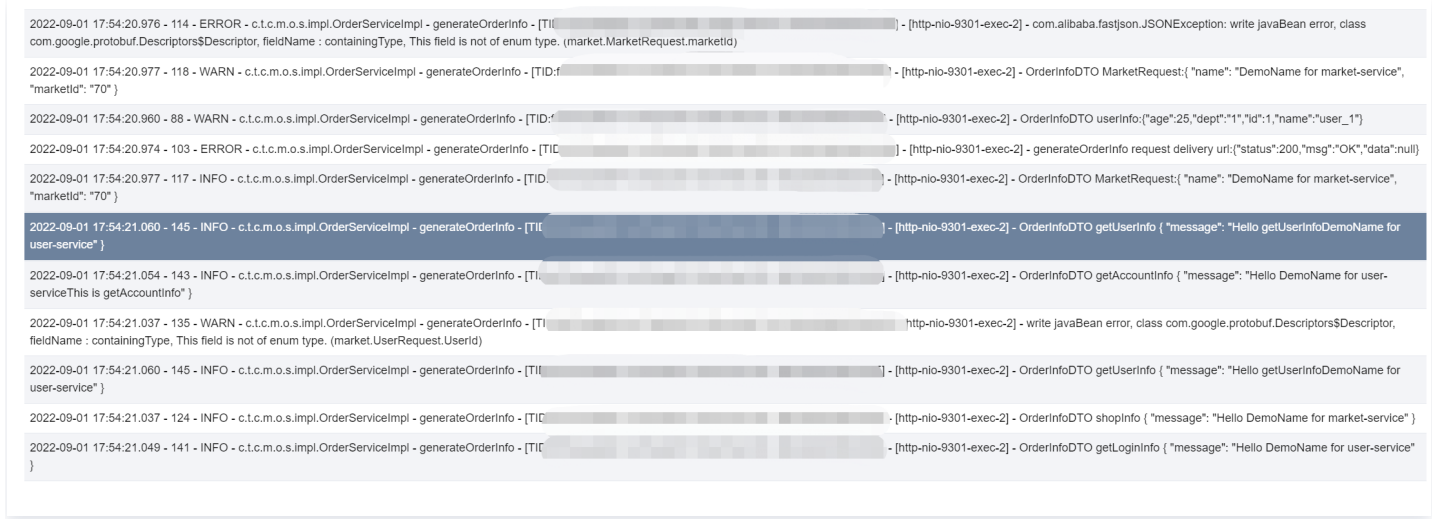 2022-09-01 17:54:20.976 - 114 - ERROR - c.t.c.m.o.s.impl.OrderServiceImpl - generateOrderInfo - [TID ] - [http-nio-9301-exec-2] - com.alibaba.fastjson.JSONException: write javaBean error, class
com.google.protobuf.Descriptors$Descriptor, fieldName : containingType, This field is not of enum type. (market.MarketRequest.marketId)
2022-09-01 17:54:20.977 - 118 - WARN - c.t.c.m.o.s.impl.OrderServiceImpl - generateOrderInfo - [TID: - [http-nio-9301-exec-2] - OrderInfoDTO MarketRequest:{ "name": "DemoName for market-service",
"marketId": "70" }
2022-09-01 17:54:20.960 - 88 - WARN - c.t.c.m.o.s.impl.OrderServiceImpl - generateOrderInfo - [TID: - [http-nio-9301-exec-2] - OrderInfoDTO userInfo:{"age":25,"dept":"1","id":1,"name":"user_1"}
2022-09-01 17:54:20.974 - 103 - ERROR - c.t.c.m.o.s.impl.OrderServiceImpl - generateOrderInfo - [TID ] - [http-nio-9301-exec-2] - generateOrderInfo request delivery url:{"status":200,"msg":"OK","data":null}
2022-09-01 17:54:20.977 - 117 - INFO - c.t.c.m.o.s.impl.OrderServiceImpl - generateOrderInfo - [TID: - [http-nio-9301-exec-2] - OrderInfoDTO MarketRequest:{ "name": "DemoName for market-service",
"marketId": "70" }
2022-09-01 17:54:21.060 - 145 - INFO - c.t.c.m.o.s.impl.OrderServiceImpl - generateOrderInfo - [TID ] - [http-nio-9301-exec-2] - OrderInfoDTO getUserInfo { "message": "Hello getUserInfoDemoName for
user-service" }
2022-09-01 17:54:21.054 - 143 - INFO - c.t.c.m.o.s.impl.OrderServiceImpl - generateOrderInfo - [TI - [http-nio-9301-exec-2] - OrderInfoDTO getAccountInfo { "message": "Hello DemoName for user-
serviceThis is getAccountInfo" }
2022-09-01 17:54:21.037 - 135 - WARN - c.t.c.m.o.s.impl.OrderServiceImpl - generateOrderInfo - [TI http-nio-9301-exec-2] - write javaBean error, class com.google.protobuf.Descriptors$Descriptor,
fieldName : containingType, This field is not of enum type. (market.UserRequest.UserId)
2022-09-01 17:54:21.060 - 145 - INFO - c.t.c.m.o.s.impl.OrderServiceImpl - generateOrderInfo - [TI ] - [http-nio-9301-exec-2] - OrderInfoDTO getUserInfo { "message": "Hello getUserInfoDemoName for
user-service" }
2022-09-01 17:54:21.037 - 124 - INFO - c.t.c.m.o.s.impl.OrderServiceImpl - generateOrderInfo - [TID - [http-nio-9301-exec-2] - OrderInfoDTO shopInfo { "message": "Hello DemoName for market-service" }
2022-09-01 17:54:21.049 - 141 - INFO - c.t.c.m.o.s.impl.OrderServiceImpl - generateOrderInfo - [TID - [http-nio-9301-exec-2] - OrderInfoDTO getLoginInfo { "message": "Hello DemoName for user-service"
}